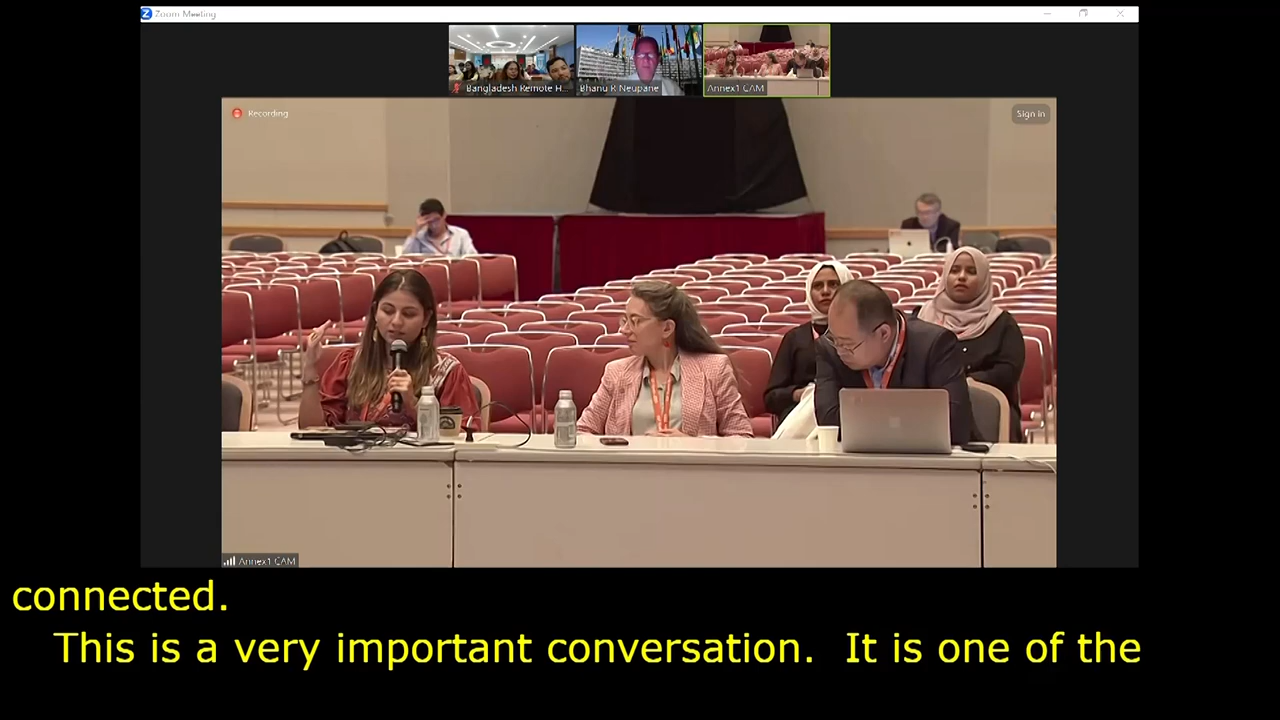 Zoom Meeting
Bangladesh Remote H...
Bhanu R Neupane
Annex1 CAM
Recording
Sign in
Annex1 CAM
connected.
This is a very important conversation.  It is one of the